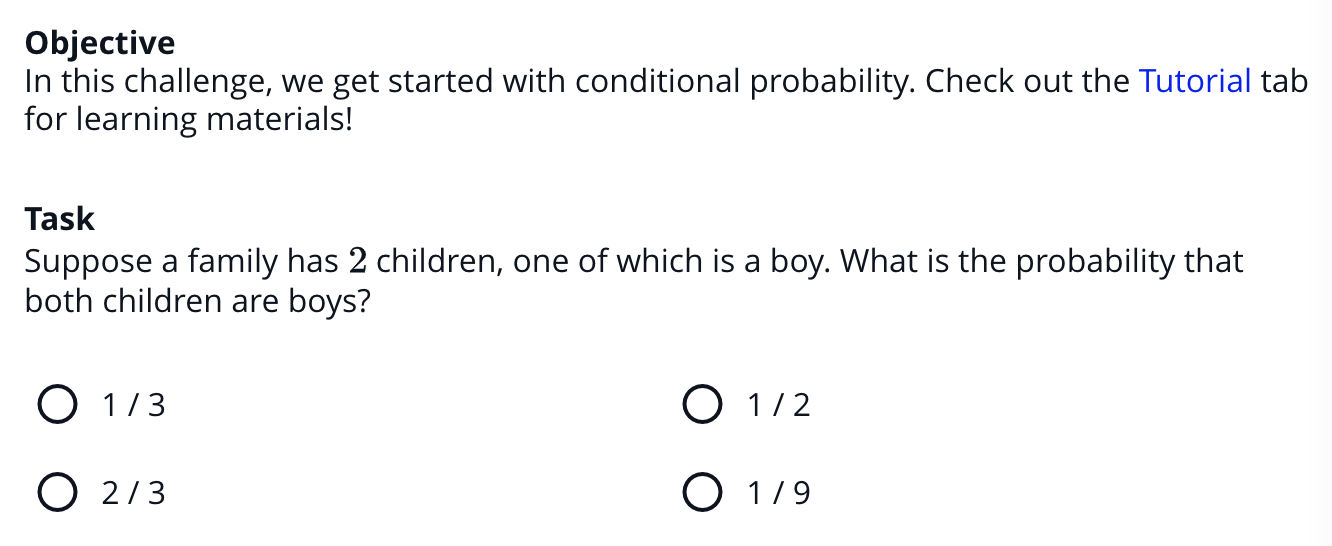 Objective
In this challenge, we get started with conditional probability. Check out the Tutorial tab
for learning materials!
Task
Suppose a family has 2 children, one of which is a boy. What is the probability that
both children are boys?
1 / 3
1 / 2
2 / 3
1 / 9